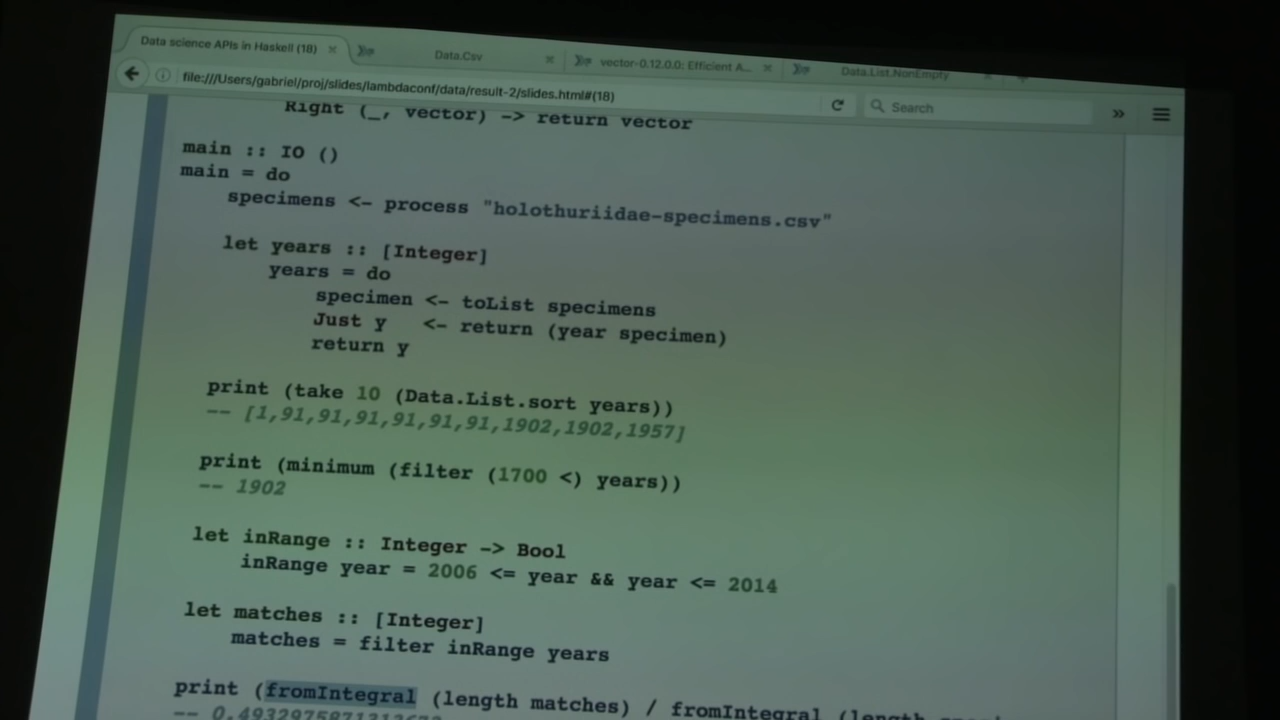 Data science APIs in Haskell (18) Data.Csv vector-0.12.0.0: Efficient A... Data.List.NonEmpty
file:///Users/gabriel/proj/slides/lambdaconf/data/result-2/slides.html#(18) Search
Right (_, vector) -> return vector
main :: IO ()
main = do
specimens <- process "holothuriidae-specimens.csv"
let years :: [Integer]
years = do
specimen <- toList specimens
Just y <- return (year specimen)
return y
print (take 10 (Data.List.sort years))
-- [1,91,91,91,91,91,91,1902,1902,1957]
print (minimum (filter (1700 <) years))
-- 1902
let inRange :: Integer -> Bool
inRange year = 2006 <= year && year <= 2014
let matches :: [Integer]
matches = filter inRange years
print (fromIntegral (length matches) / fromIntegral (length